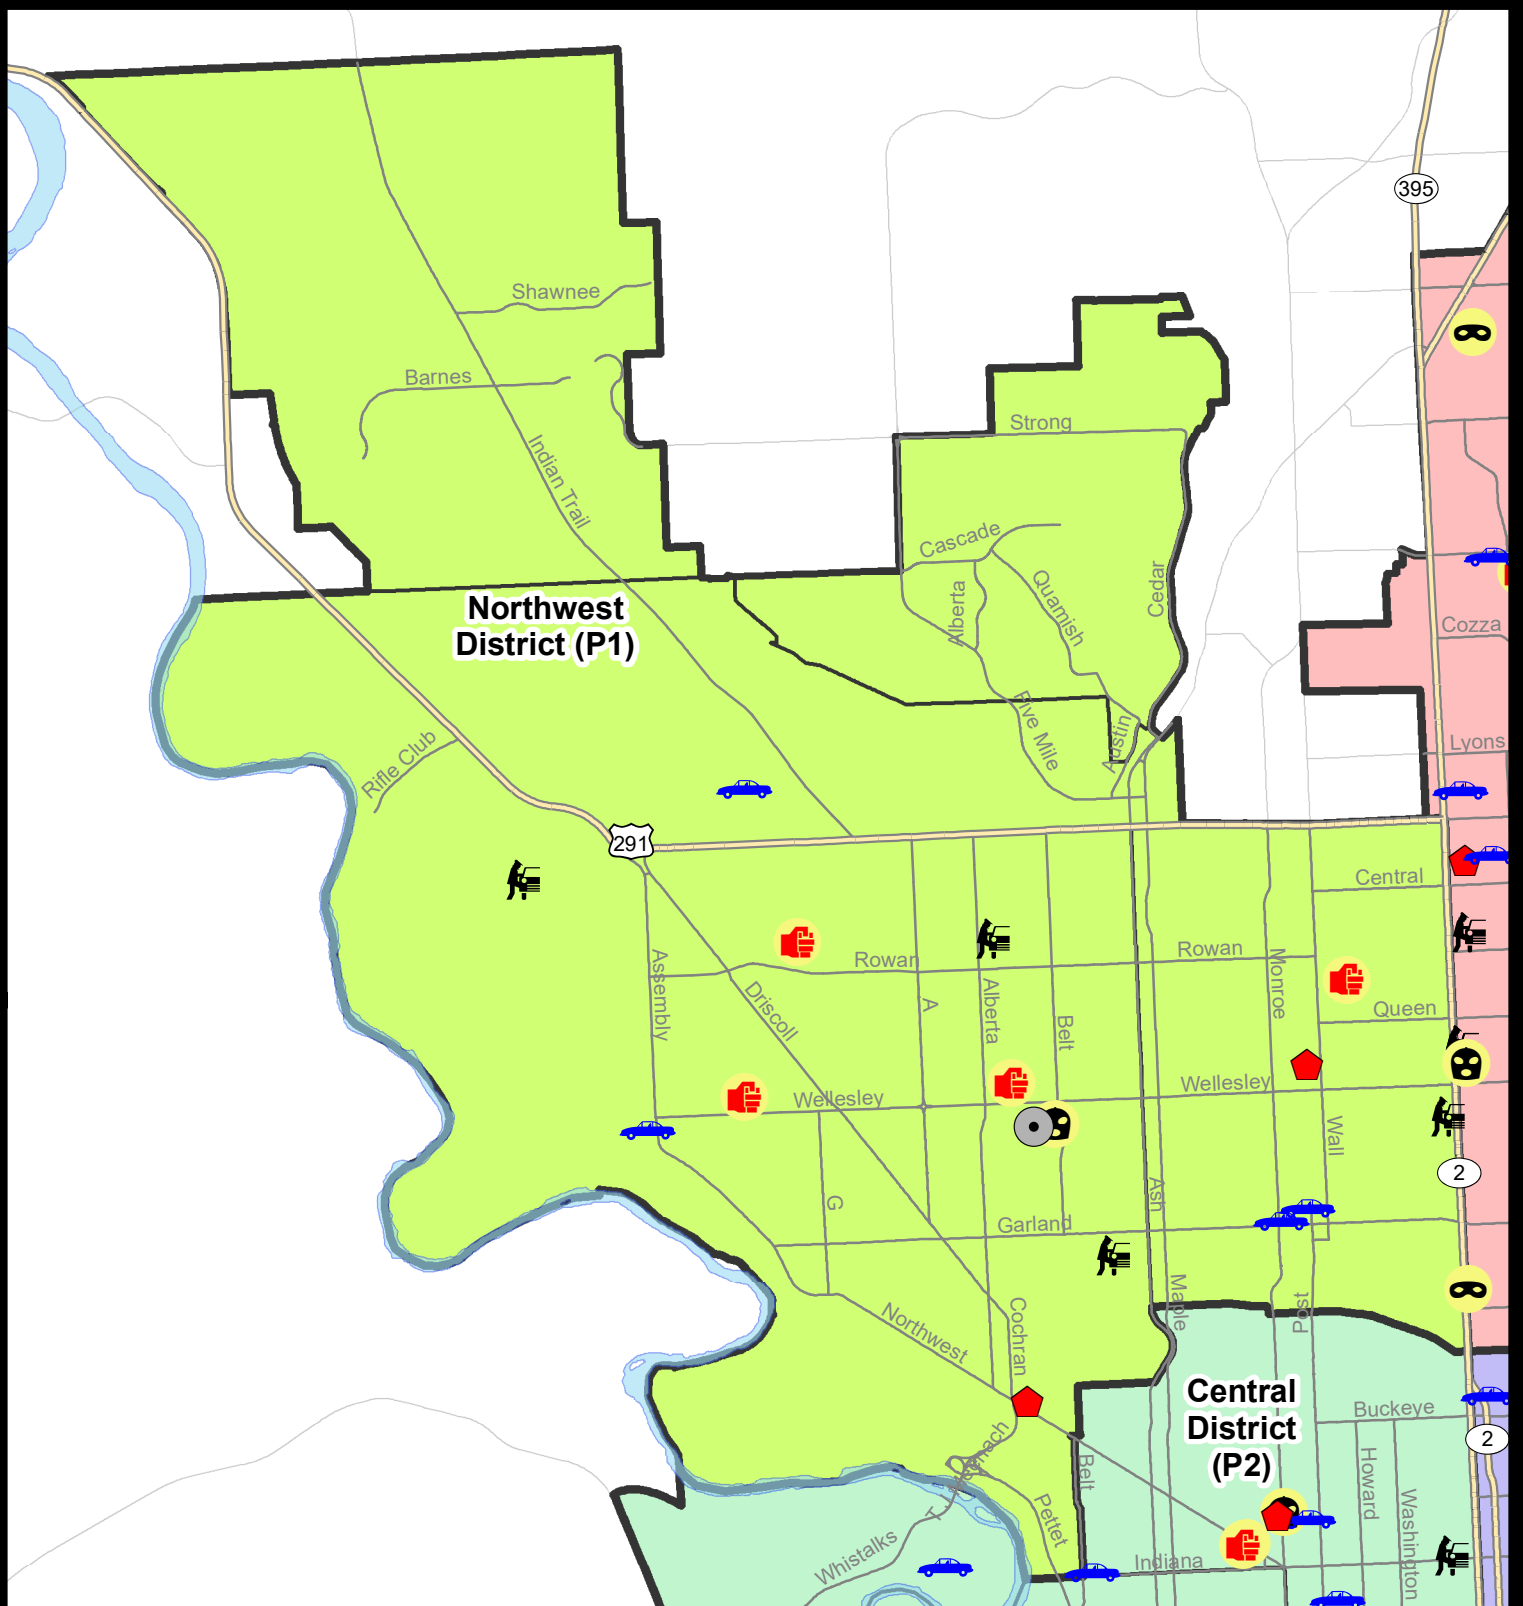 395
Shawnee
Barnes
Strong
Indian Trail
Cascade
Alberta
Quamish
Cedar
Northwest
District (P1)
Cozza
Five Mile
Austin
Rifle Club
Lyons
291
Central
Rowan
Rowan
Assembly
Driscoll
A
Alberta
Belt
Monroe
Queen
Wellesley
Wellesley
Wall
2
G
Ash
Garland
Maple
Post
Northwest
Cochran
Central
District
(P2)
Buckeye
2
Belt
Howard
Washington
Pettet
Whistalks
Indiana